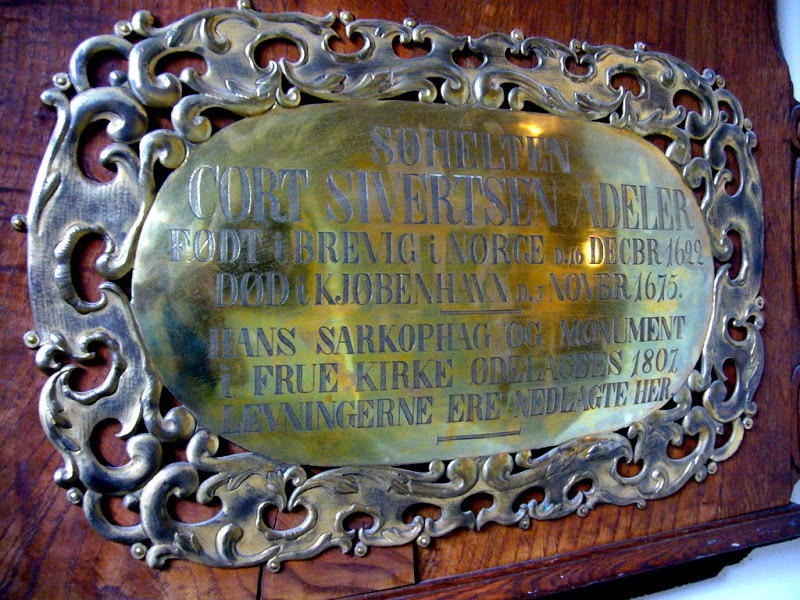 SØHELTEN
CORT SIVERTSEN ADELER
FØDT i BREVIG i NORGE D. 16 DECBR 1622
DØD i KJØBENHAVN D. 5 NOVBR 1675.
HANS SARKOPHAG OG MONUMENT
i FRUE KIRKE ØDELAGDES 1807.
LEVNINGERNE ERE NEDLAGTE HER.